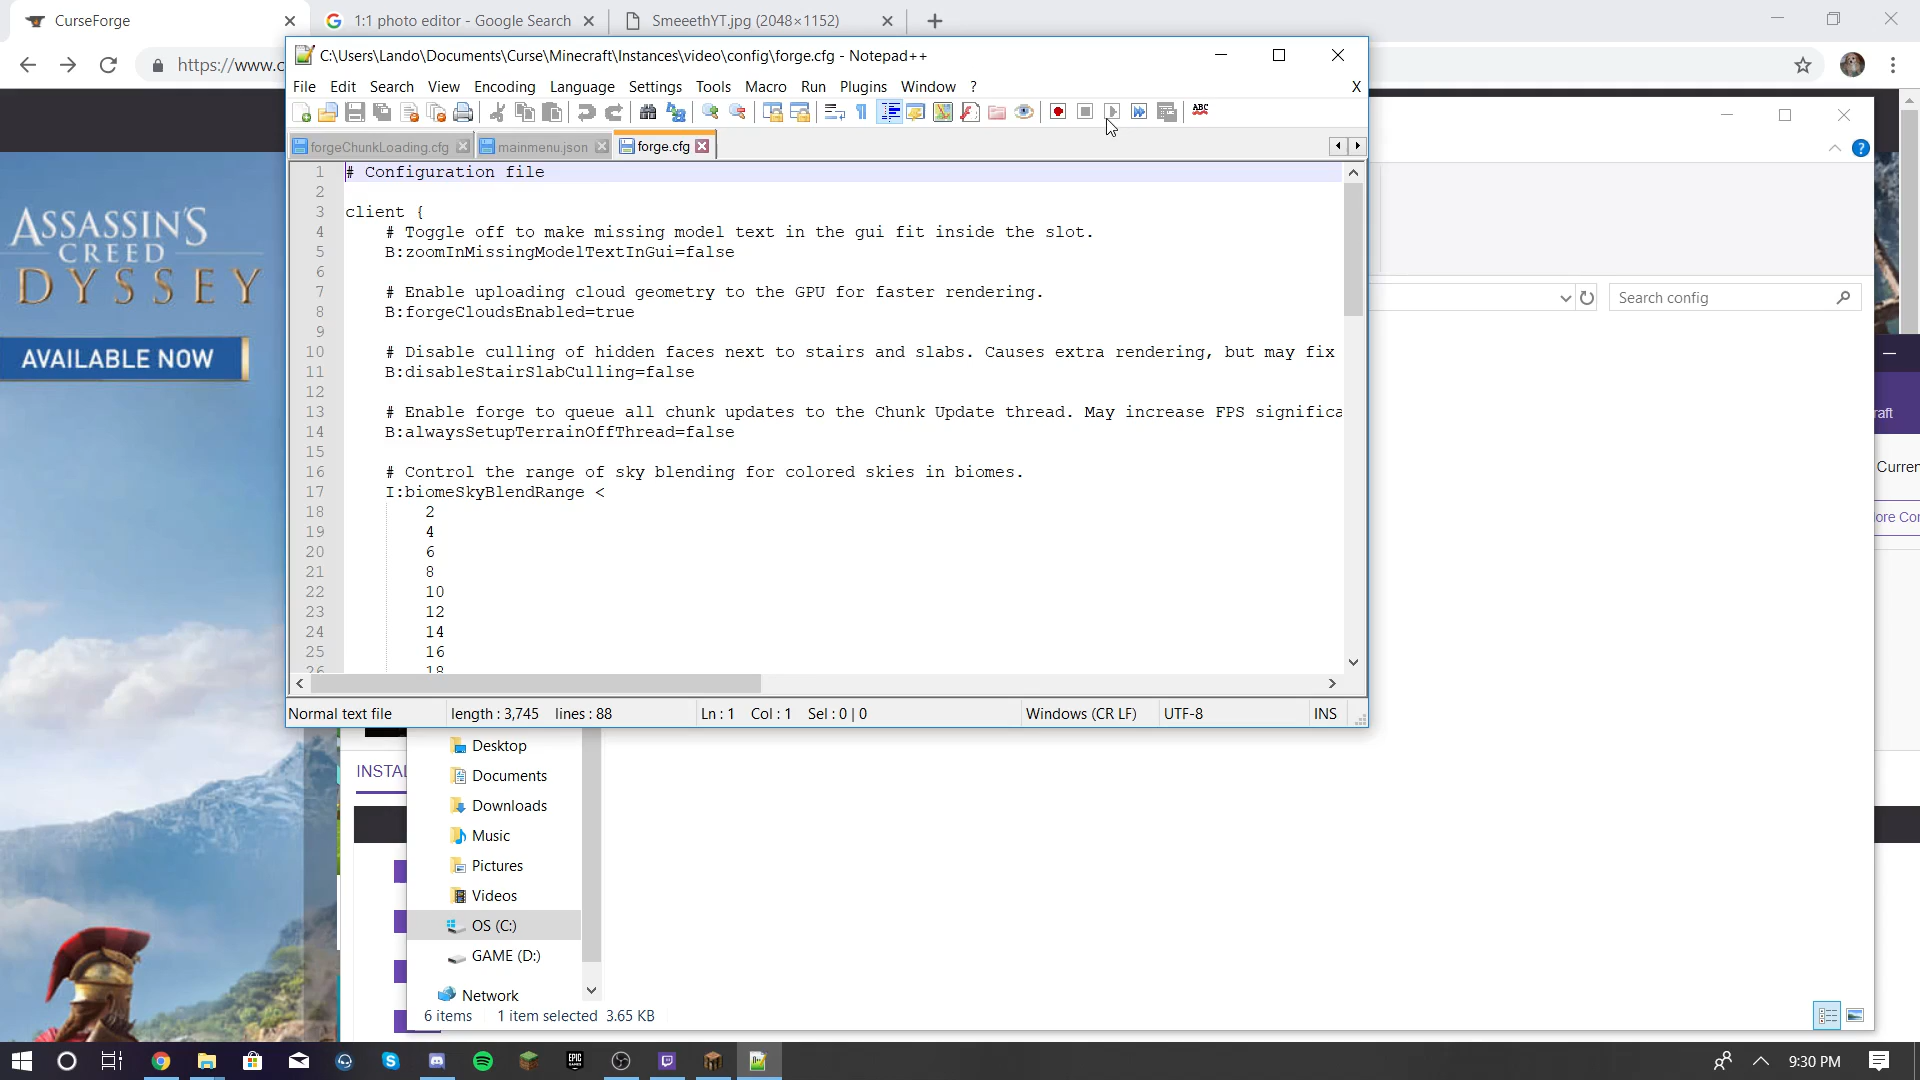 CurseForge
1:1 photo editor - Google Search
SmeeethYT.jpg (2048×1152)
https://www.c
C:\Users\Lando\Documents\Curse\Minecraft\Instances\video\config\forge.cfg - Notepad++
File Edit Search View Encoding Language Settings Tools Macro Run Plugins Window ?
X
ABC
forgeChunkLoading.cfg
mainmenu.json
forge.cfg
1 # Configuration file
2
3 client {
4 # Toggle off to make missing model text in the gui fit inside the slot.
5 B:zoomInMissingModelTextInGui=false
6
7 # Enable uploading cloud geometry to the GPU for faster rendering.
8 B:forgeCloudsEnabled=true
9
10 # Disable culling of hidden faces next to stairs and slabs. Causes extra rendering, but may fix
11 B:disableStairSlabCulling=false
12
13 # Enable forge to queue all chunk updates to the Chunk Update thread. May increase FPS significa
14 B:alwaysSetupTerrainOffThread=false
15
16 # Control the range of sky blending for colored skies in biomes.
17 I:biomeSkyBlendRange <
18 2
19 4
20 6
21 8
22 10
23 12
24 14
25 16
26 18
Normal text file
length : 3,745 lines : 88
Ln : 1 Col : 1 Sel : 0 | 0
Windows (CR LF)
UTF-8
INS
ASSASSIN'S
CREED
DYSSEY
AVAILABLE NOW
Search config
raft
Curren
ore Cor
INSTAL
Desktop
Documents
Downloads
Music
Pictures
Videos
OS (C:)
GAME (D:)
Network
6 items 1 item selected 3.65 KB
EPIC
9:30 PM